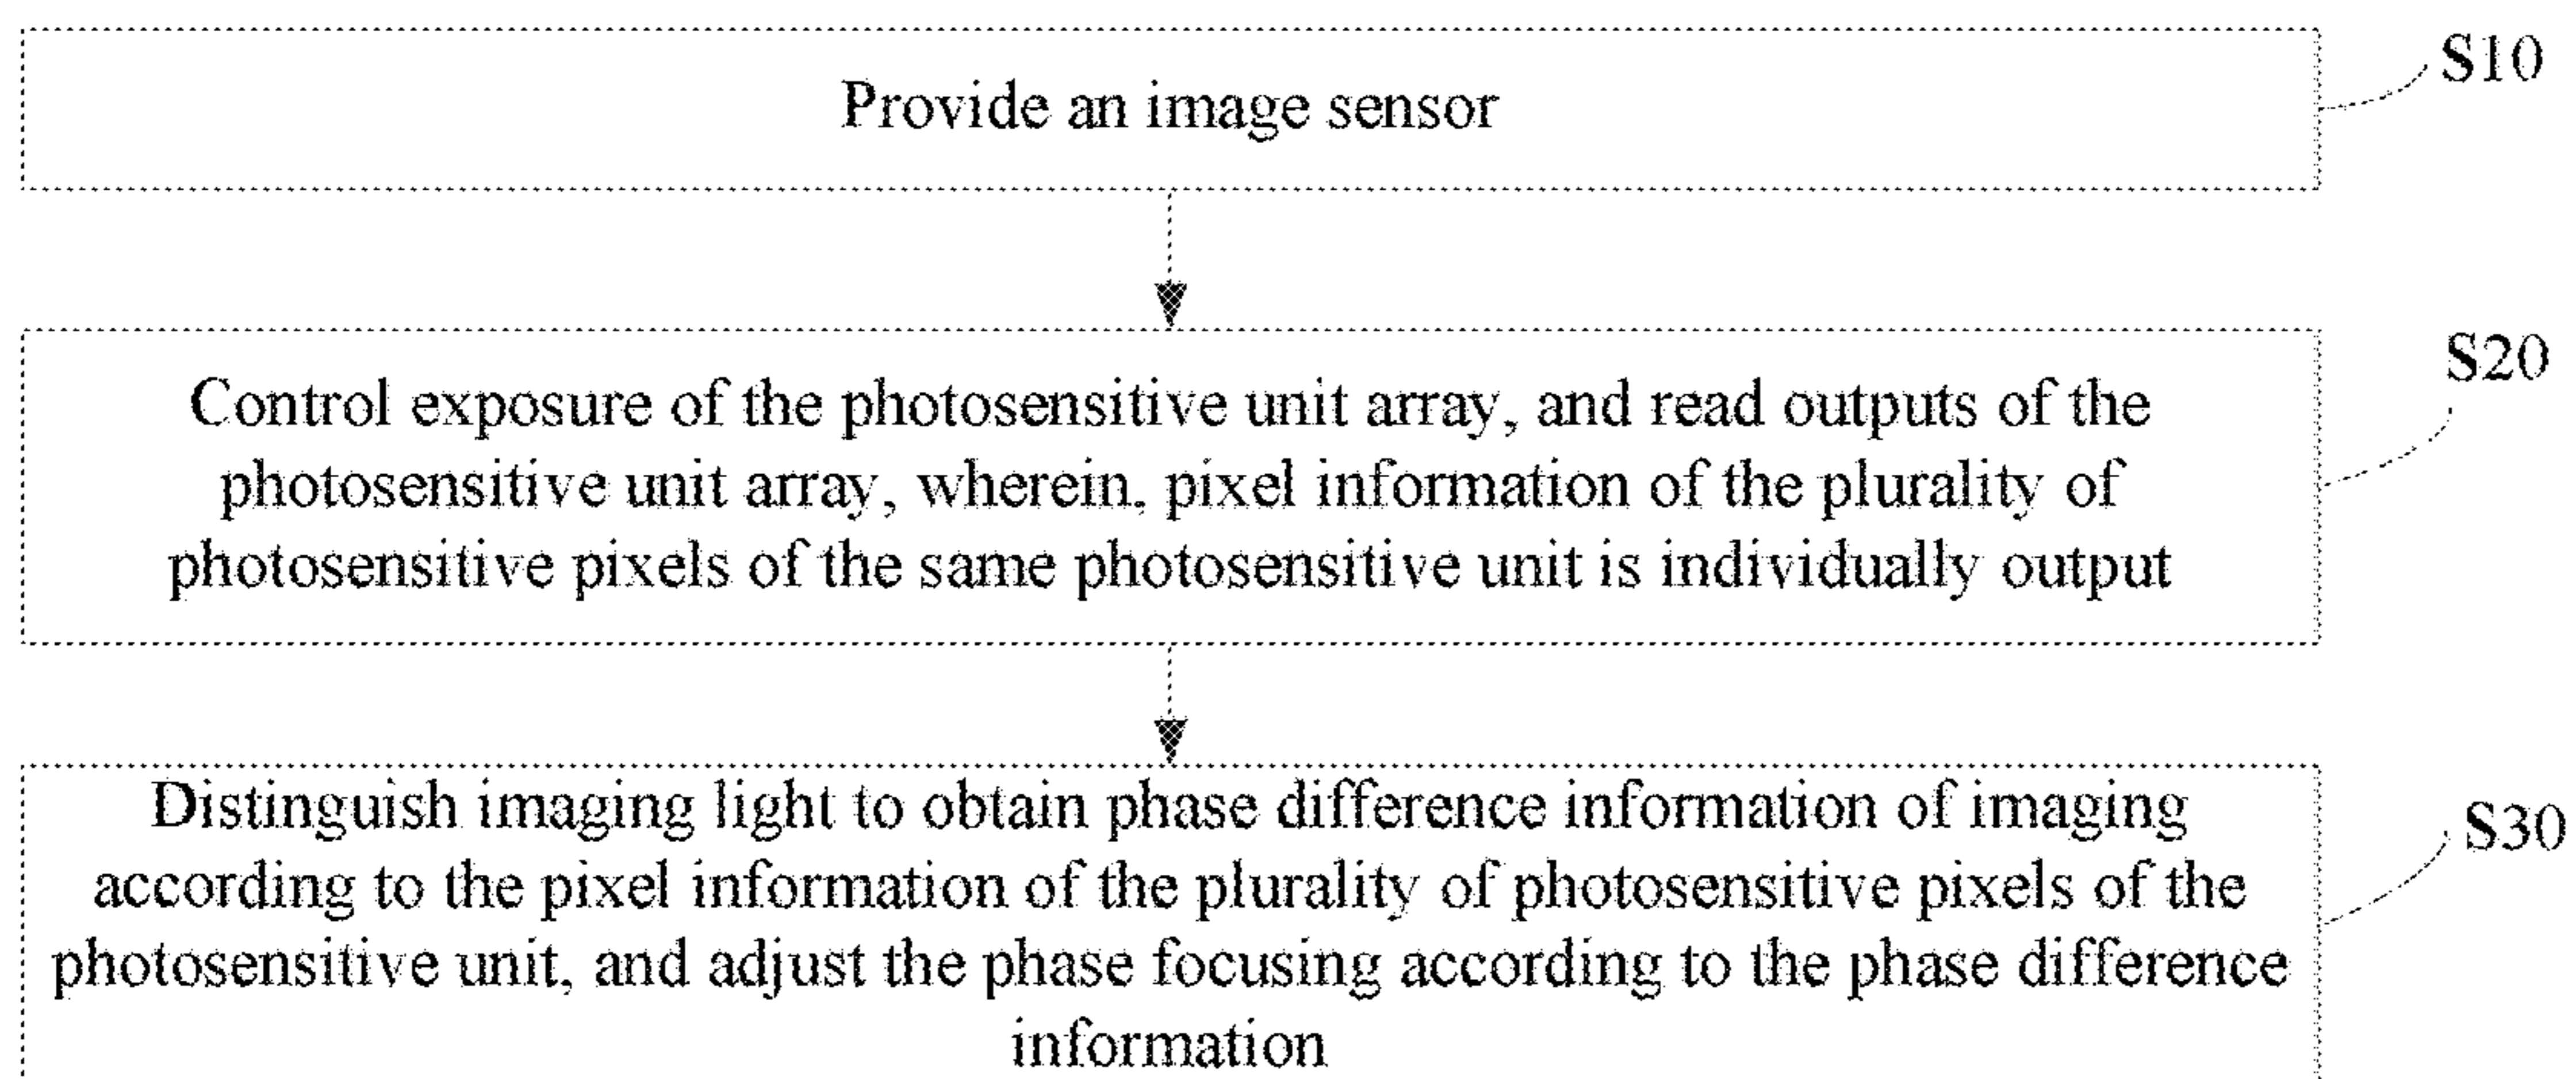 Provide an image sensor
S10
Control exposure of the photosensitive unit array, and read outputs of the
photosensitive unit array, wherein, pixel information of the plurality of
photosensitive pixels of the same photosensitive unit is individually output
S20
Distinguish imaging light to obtain phase difference information of imaging
according to the pixel information of the plurality of photosensitive pixels of the
photosensitive unit, and adjust the phase focusing according to the phase difference
information
S30